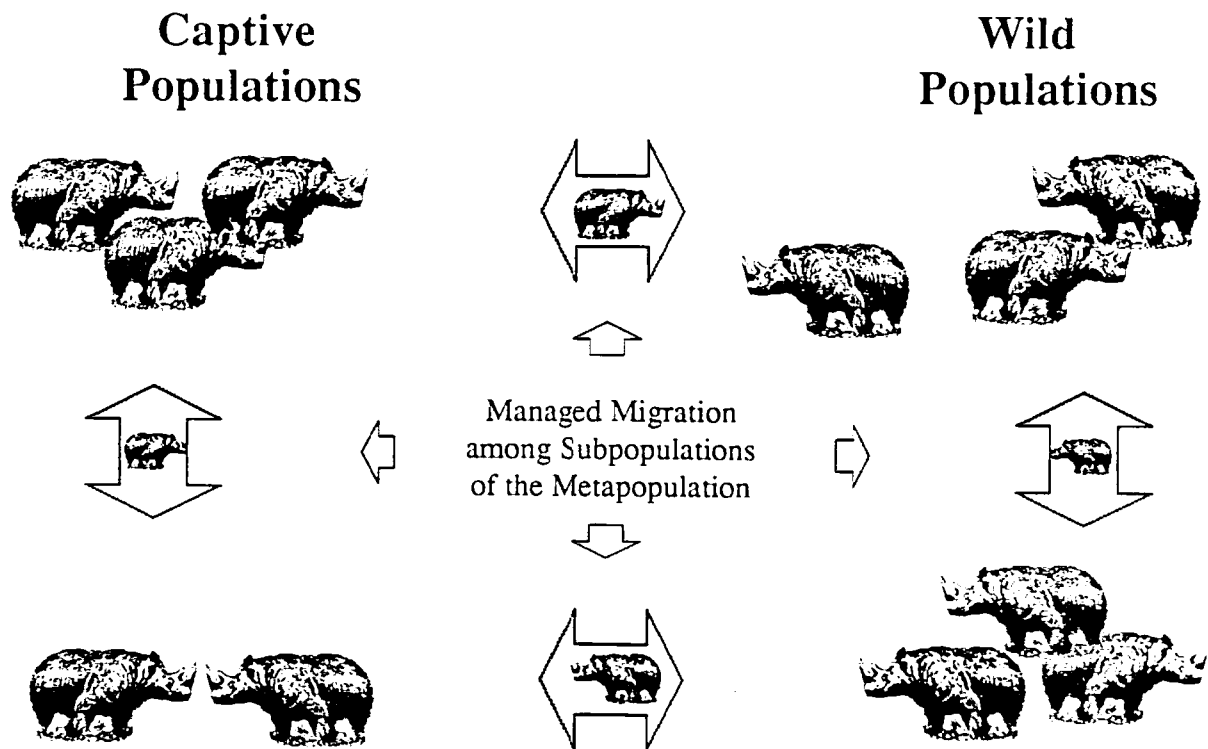 Captive
Populations
Wild
Populations
Managed Migration
among Subpopulations
of the Metapopulation